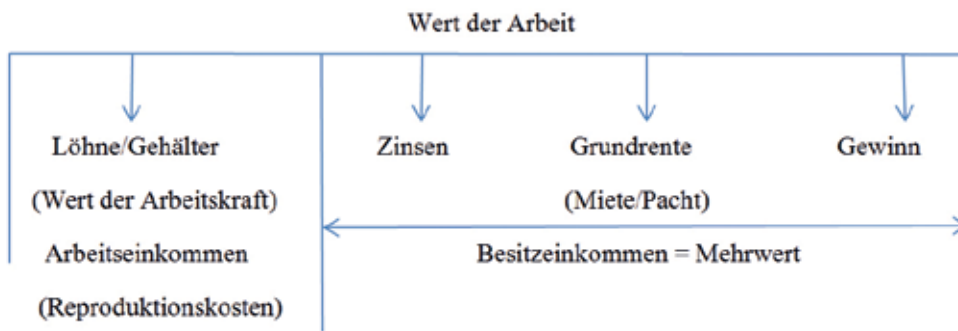 Wert der Arbeit
Löhne/Gehälter Zinsen Grundrente Gewinn
(Wert der Arbeitskraft) (Miete/Pacht)
Arbeitseinkommen Besitzeinkommen = Mehrwert
(Reproduktionskosten)